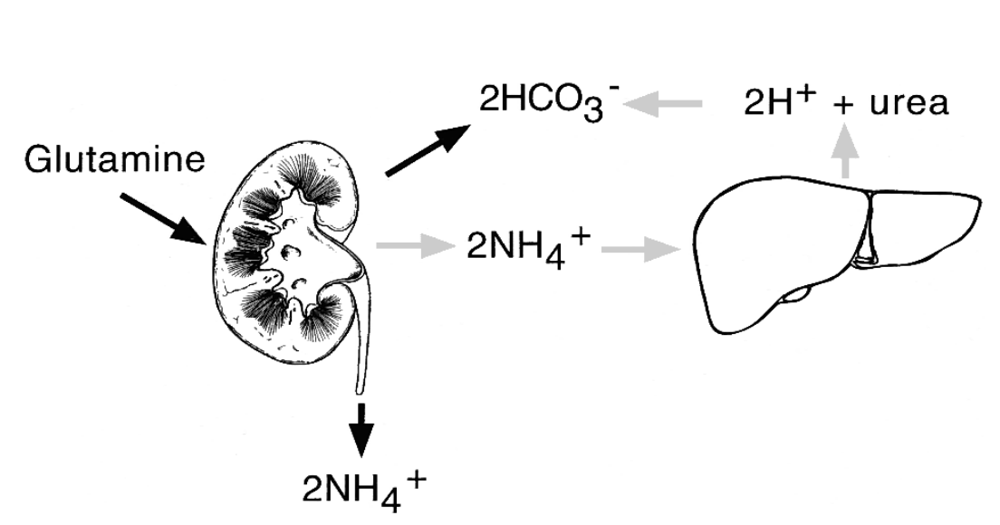 2HCO₃⁻
2H⁺ + urea
Glutamine
2NH₄⁺
2NH₄⁺